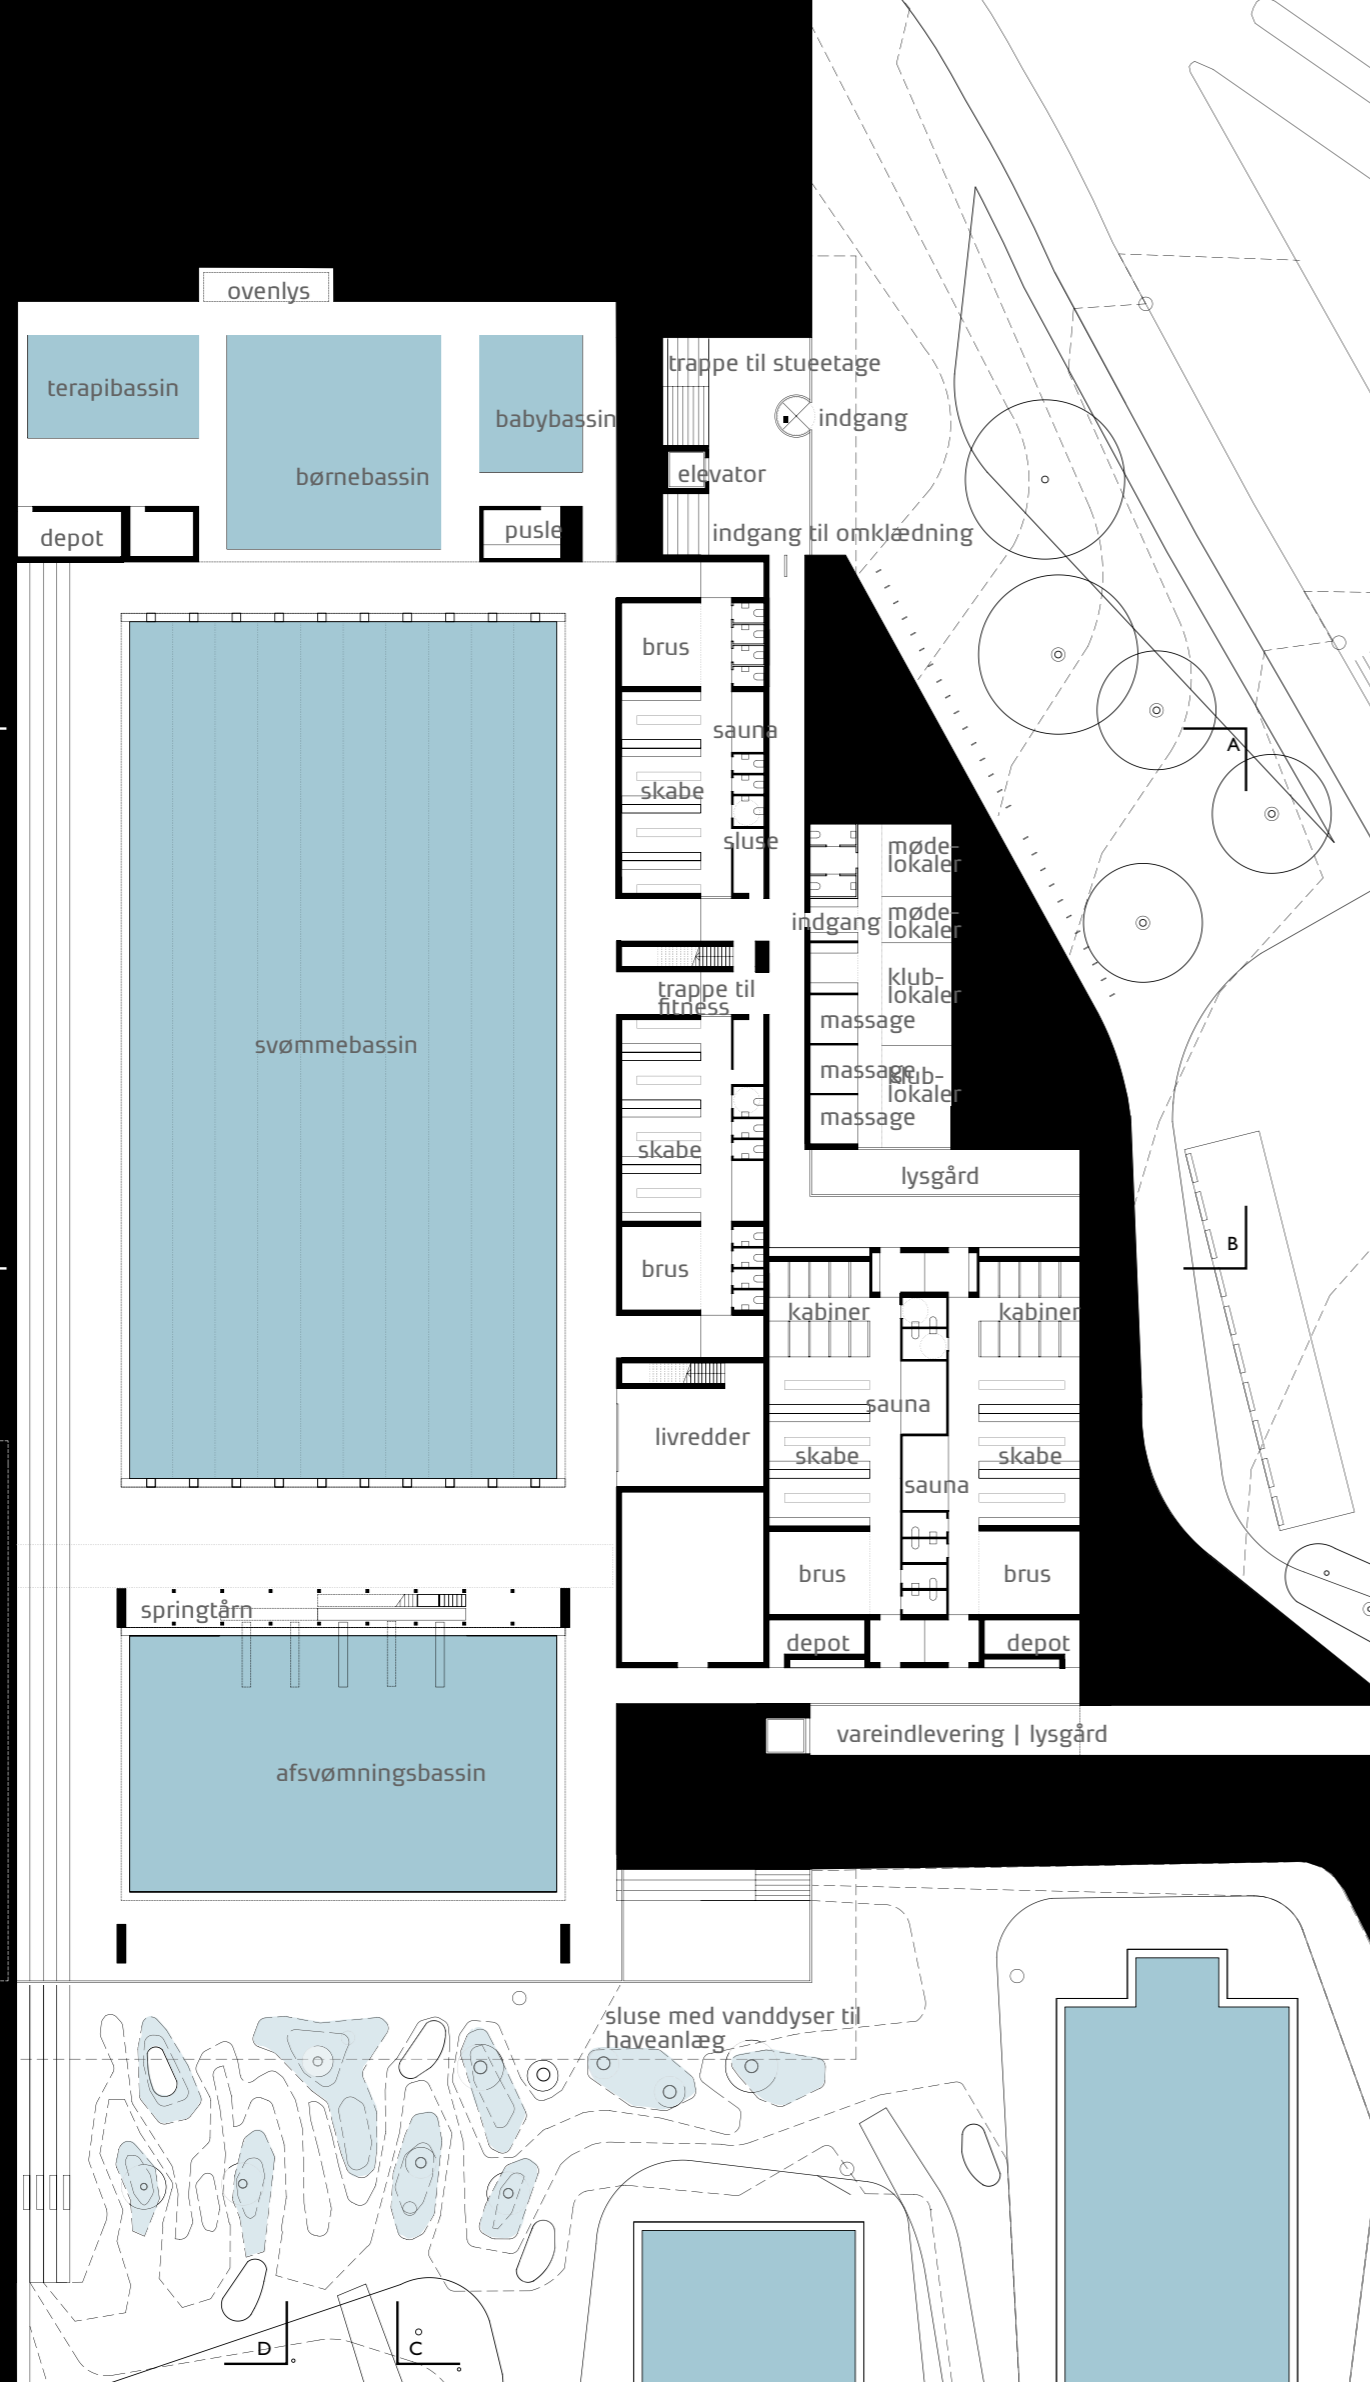 ovenlys
trappe til stueetage
terapibassin
babybassin
indgang
børnebassin
elevator
depot
pusle
indgang til omklædning
brus
sauna
A
skabe
sluse
møde-
lokaler
indgang
møde-
lokaler
trappe til
fitness
klub-
lokaler
massage
svømmebassin
massage
klub-
lokaler
massage
skabe
lysgård
B
brus
kabiner
kabiner
sauna
livredder
skabe
skabe
sauna
brus
brus
springtårn
depot
depot
vareindlevering | lysgård
afsvømningsbassin
sluse med vanddyser til
haveanlæg
D
C